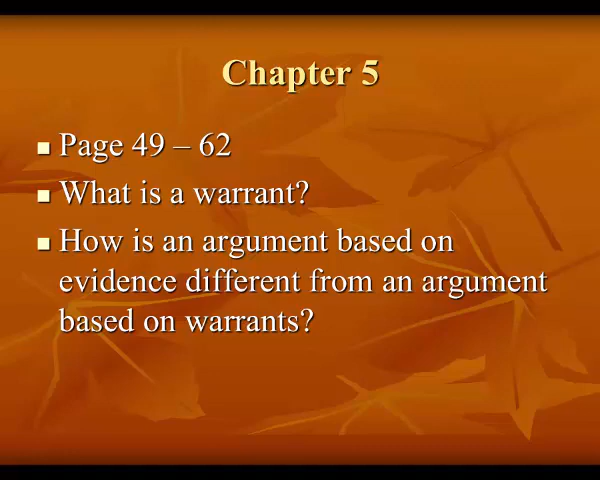 Chapter 5
Page 49 – 62
What is a warrant?
How is an argument based on
evidence different from an argument
based on warrants?